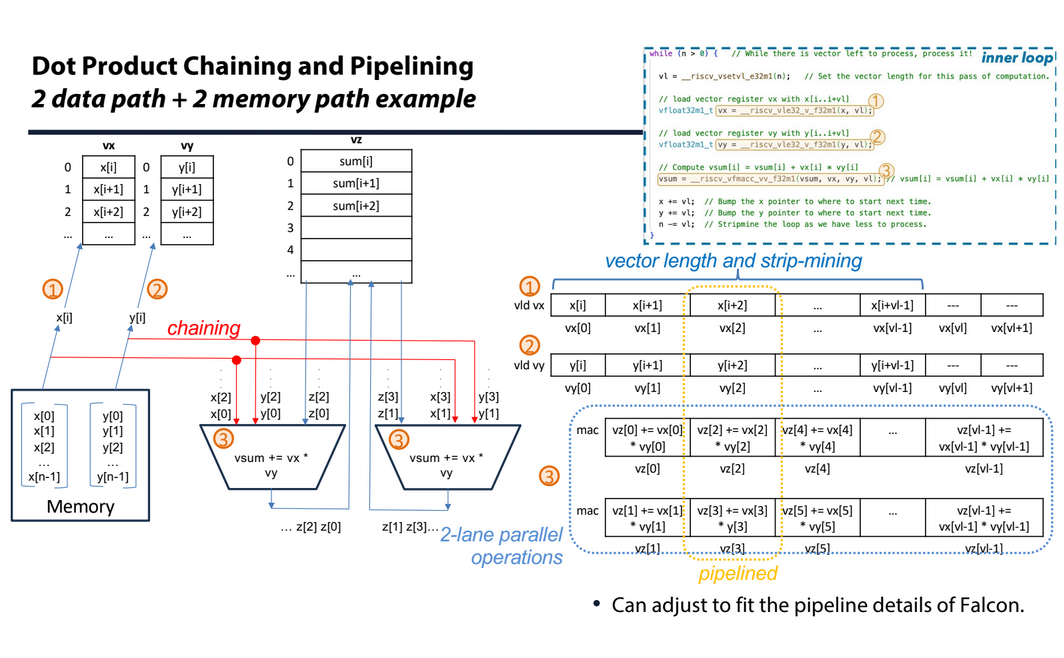 Dot Product Chaining and Pipelining
2 data path + 2 memory path example
while (n > 0) { // While there is vector left to process, process it!
inner loop
vl = __riscv_vsetvl_e32m1(n); // Set the vector length for this pass of computation.
// load vector register vx with x[i..i+vl]
1
vfloat32m1_t vx = __riscv_vle32_v_f32m1(x, vl);
// load vector register vy with y[i..i+vl]
2
vfloat32m1_t vy = __riscv_vle32_v_f32m1(y, vl);
// Compute vsum[i] = vsum[i] + vx[i] * vy[i]
3
vsum = __riscv_vfmacc_vv_f32m1(vsum, vx, vy, vl); // vsum[i] = vsum[i] + vx[i] * vy[i]
x += vl; // Bump the x pointer to where to start next time.
y += vl; // Bump the y pointer to where to start next time.
n -= vl; // Stripmine the loop as we have less to process.
}
vx vy vz
0 x[i] 0 y[i] 0 sum[i]
1 x[i+1] 1 y[i+1] 1 sum[i+1]
2 x[i+2] 2 y[i+2] 2 sum[i+2]
... ... ... ... 3
4
... ...
1 2
x[i] y[i]
chaining
x[2] y[2] z[2] z[3] x[3] y[3]
x[0] y[0] z[0] z[1] x[1] y[1]
3 3
vsum += vx * vy
vsum += vx * vy
... z[2] z[0]
z[1] z[3]...
x[0] y[0]
x[1] y[1]
x[2] y[2]
... ...
x[n-1] y[n-1]
Memory
2-lane parallel
operations
vector length and strip-mining
1
vld vx x[i] x[i+1] x[i+2] ... x[i+vl-1] --- ---
vx[0] vx[1] vx[2] ... vx[vl-1] vx[vl] vx[vl+1]
2
vld vy y[i] y[i+1] y[i+2] ... y[i+vl-1] --- ---
vy[0] vy[1] vy[2] ... vy[vl-1] vy[vl] vy[vl+1]
mac vz[0] += vx[0] vz[2] += vx[2] vz[4] += vx[4] ... vz[vl-1] +=
* vy[0] * vy[2] * vy[4] vx[vl-1] * vy[vl-1]
vz[0] vz[2] vz[4] vz[vl-1]
3
mac vz[1] += vx[1] vz[3] += vx[3] vz[5] += vx[5] ... vz[vl-1] +=
* vy[1] * y[3] * vy[5] vx[vl-1] * vy[vl-1]
vz[1] vz[3] vz[5] vz[vl-1]
pipelined
• Can adjust to fit the pipeline details of Falcon.